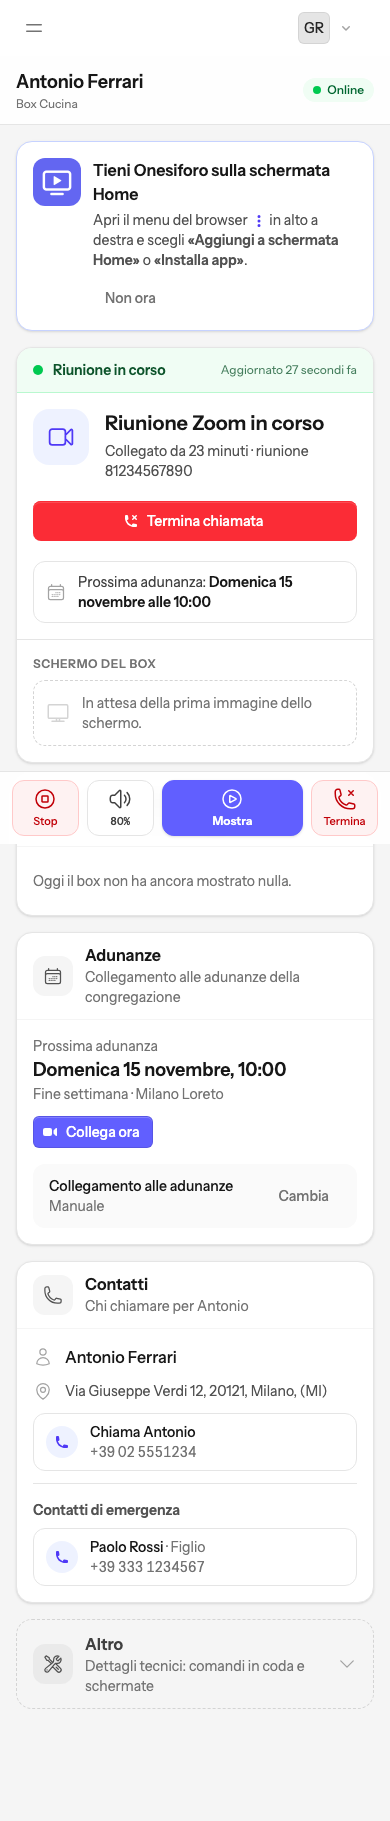 GR
Antonio Ferrari
Box Cucina
Online
Tieni Onesiforo sulla schermata
Home
Apri il menu del browser in alto a
destra e scegli «Aggiungi a schermata
Home» o «Installa app».
Non ora
Riunione in corso
Aggiornato 27 secondi fa
Riunione Zoom in corso
Collegato da 23 minuti · riunione
81234567890
Termina chiamata
Prossima adunanza: Domenica 15
novembre alle 10:00
SCHERMO DEL BOX
In attesa della prima immagine dello
schermo.
Stop
80%
Mostra
Termina
Oggi il box non ha ancora mostrato nulla.
Adunanze
Collegamento alle adunanze della
congregazione
Prossima adunanza
Domenica 15 novembre, 10:00
Fine settimana · Milano Loreto
Collega ora
Collegamento alle adunanze
Manuale
Cambia
Contatti
Chi chiamare per Antonio
Antonio Ferrari
Via Giuseppe Verdi 12, 20121, Milano, (MI)
Chiama Antonio
+39 02 5551234
Contatti di emergenza
Paolo Rossi · Figlio
+39 333 1234567
Altro
Dettagli tecnici: comandi in coda e
schermate